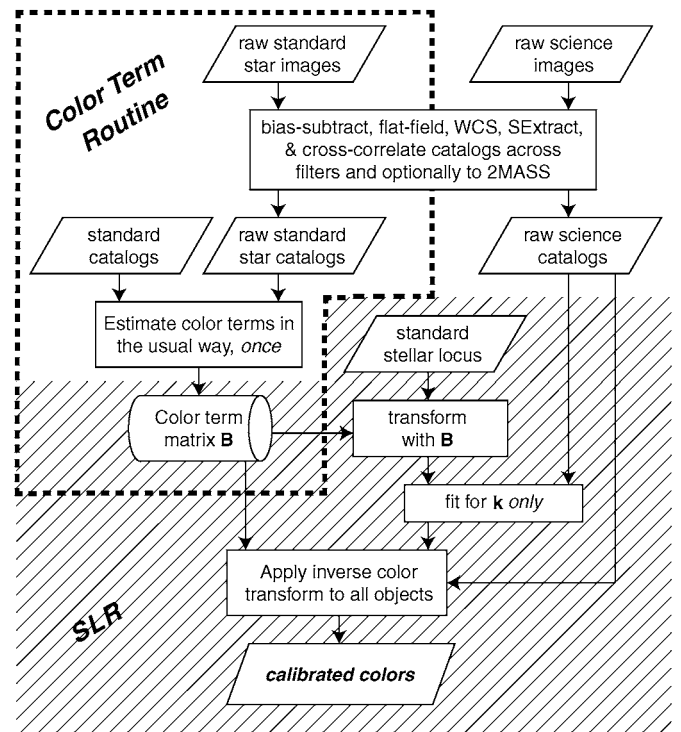 Color Term
Routine
raw standard
star images
raw science
images
bias-subtract, flat-field, WCS, SExtract,
& cross-correlate catalogs across
filters and optionally to 2MASS
standard
catalogs
raw standard
star catalogs
raw science
catalogs
Estimate color terms in
the usual way, once
standard
stellar locus
Color term
matrix B
transform
with B
fit for k only
Apply inverse color
transform to all objects
SLR
calibrated colors